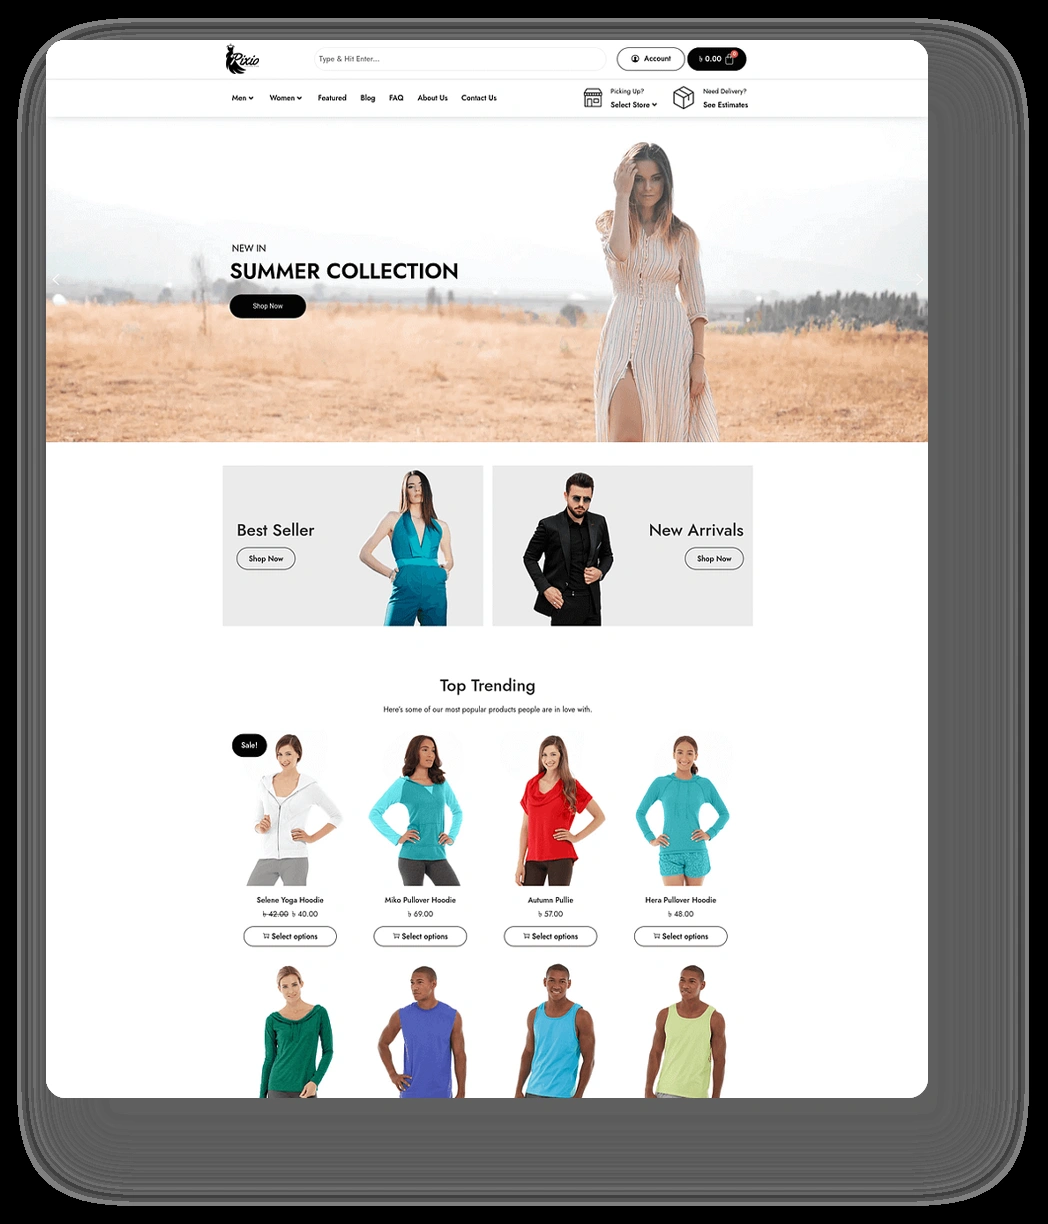 Pixio
Type & Hit Enter...
Account
৳ 0.00
0
Men
Women
Featured
Blog
FAQ
About Us
Contact Us
Picking Up?
Select Store
Need Delivery?
See Estimates
NEW IN
SUMMER COLLECTION
Shop Now
Best Seller
Shop Now
New Arrivals
Shop Now
Top Trending
Here's some of our most popular products people are in love with.
Sale!
Selene Yoga Hoodie
৳ 42.00 ৳ 40.00
Select options
Miko Pullover Hoodie
৳ 69.00
Select options
Autumn Pullie
৳ 57.00
Select options
Hera Pullover Hoodie
৳ 48.00
Select options